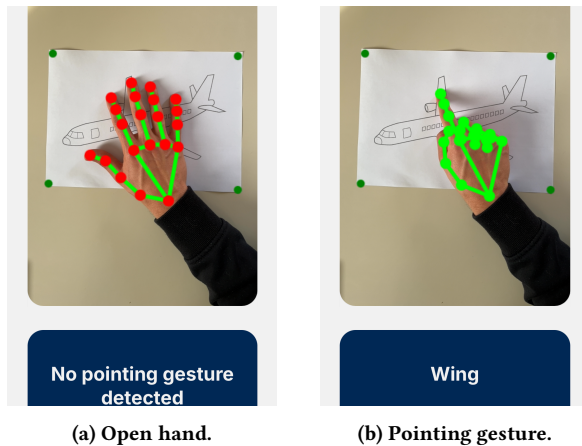 No pointing gesture
detected
Wing
(a) Open hand.
(b) Pointing gesture.